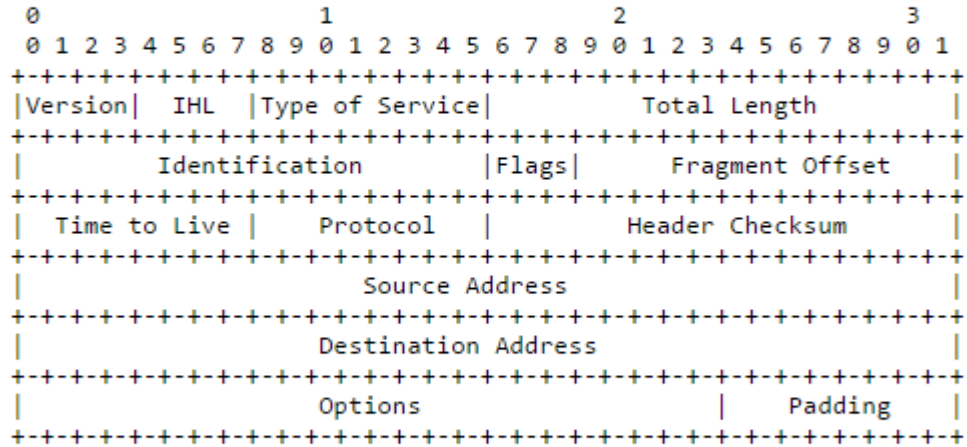 0                   1                   2                   3
 0 1 2 3 4 5 6 7 8 9 0 1 2 3 4 5 6 7 8 9 0 1 2 3 4 5 6 7 8 9 0 1
+-+-+-+-+-+-+-+-+-+-+-+-+-+-+-+-+-+-+-+-+-+-+-+-+-+-+-+-+-+-+-+-+
|Version|  IHL  |Type of Service|          Total Length         |
+-+-+-+-+-+-+-+-+-+-+-+-+-+-+-+-+-+-+-+-+-+-+-+-+-+-+-+-+-+-+-+-+
|         Identification        |Flags|      Fragment Offset    |
+-+-+-+-+-+-+-+-+-+-+-+-+-+-+-+-+-+-+-+-+-+-+-+-+-+-+-+-+-+-+-+-+
|  Time to Live |    Protocol   |         Header Checksum       |
+-+-+-+-+-+-+-+-+-+-+-+-+-+-+-+-+-+-+-+-+-+-+-+-+-+-+-+-+-+-+-+-+
|                       Source Address                          |
+-+-+-+-+-+-+-+-+-+-+-+-+-+-+-+-+-+-+-+-+-+-+-+-+-+-+-+-+-+-+-+-+
|                    Destination Address                        |
+-+-+-+-+-+-+-+-+-+-+-+-+-+-+-+-+-+-+-+-+-+-+-+-+-+-+-+-+-+-+-+-+
|                    Options                    |    Padding    |
+-+-+-+-+-+-+-+-+-+-+-+-+-+-+-+-+-+-+-+-+-+-+-+-+-+-+-+-+-+-+-+-+